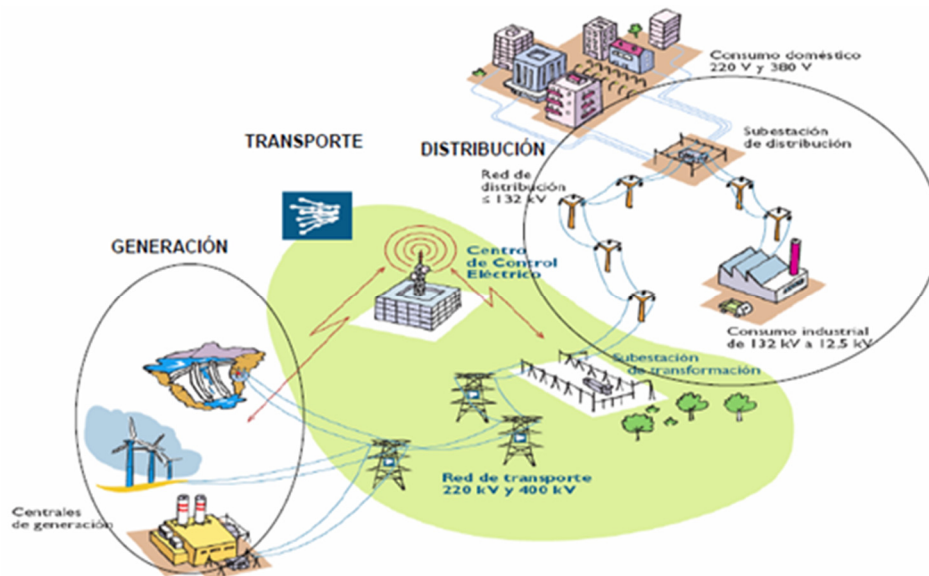 Consumo doméstico
220 V y 380 V
TRANSPORTE
DISTRIBUCIÓN
Subestación
de distribución
Red de
distribución
≤ 132 kV
GENERACIÓN
Centro
de Control
Eléctrico
Consumo industrial
de 132 kV a 12.5 kV
Subestación
de transformación
Red de transporte
220 kV y 400 kV
Centrales
de generación